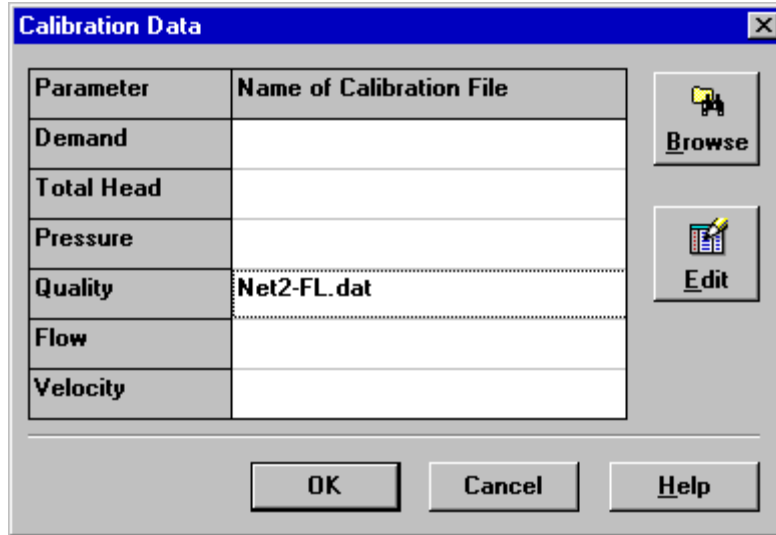 Calibration Data
Parameter Name of Calibration File
Demand
Total Head
Pressure
Quality Net2-FL.dat
Flow
Velocity
Browse
Edit
OK Cancel Help